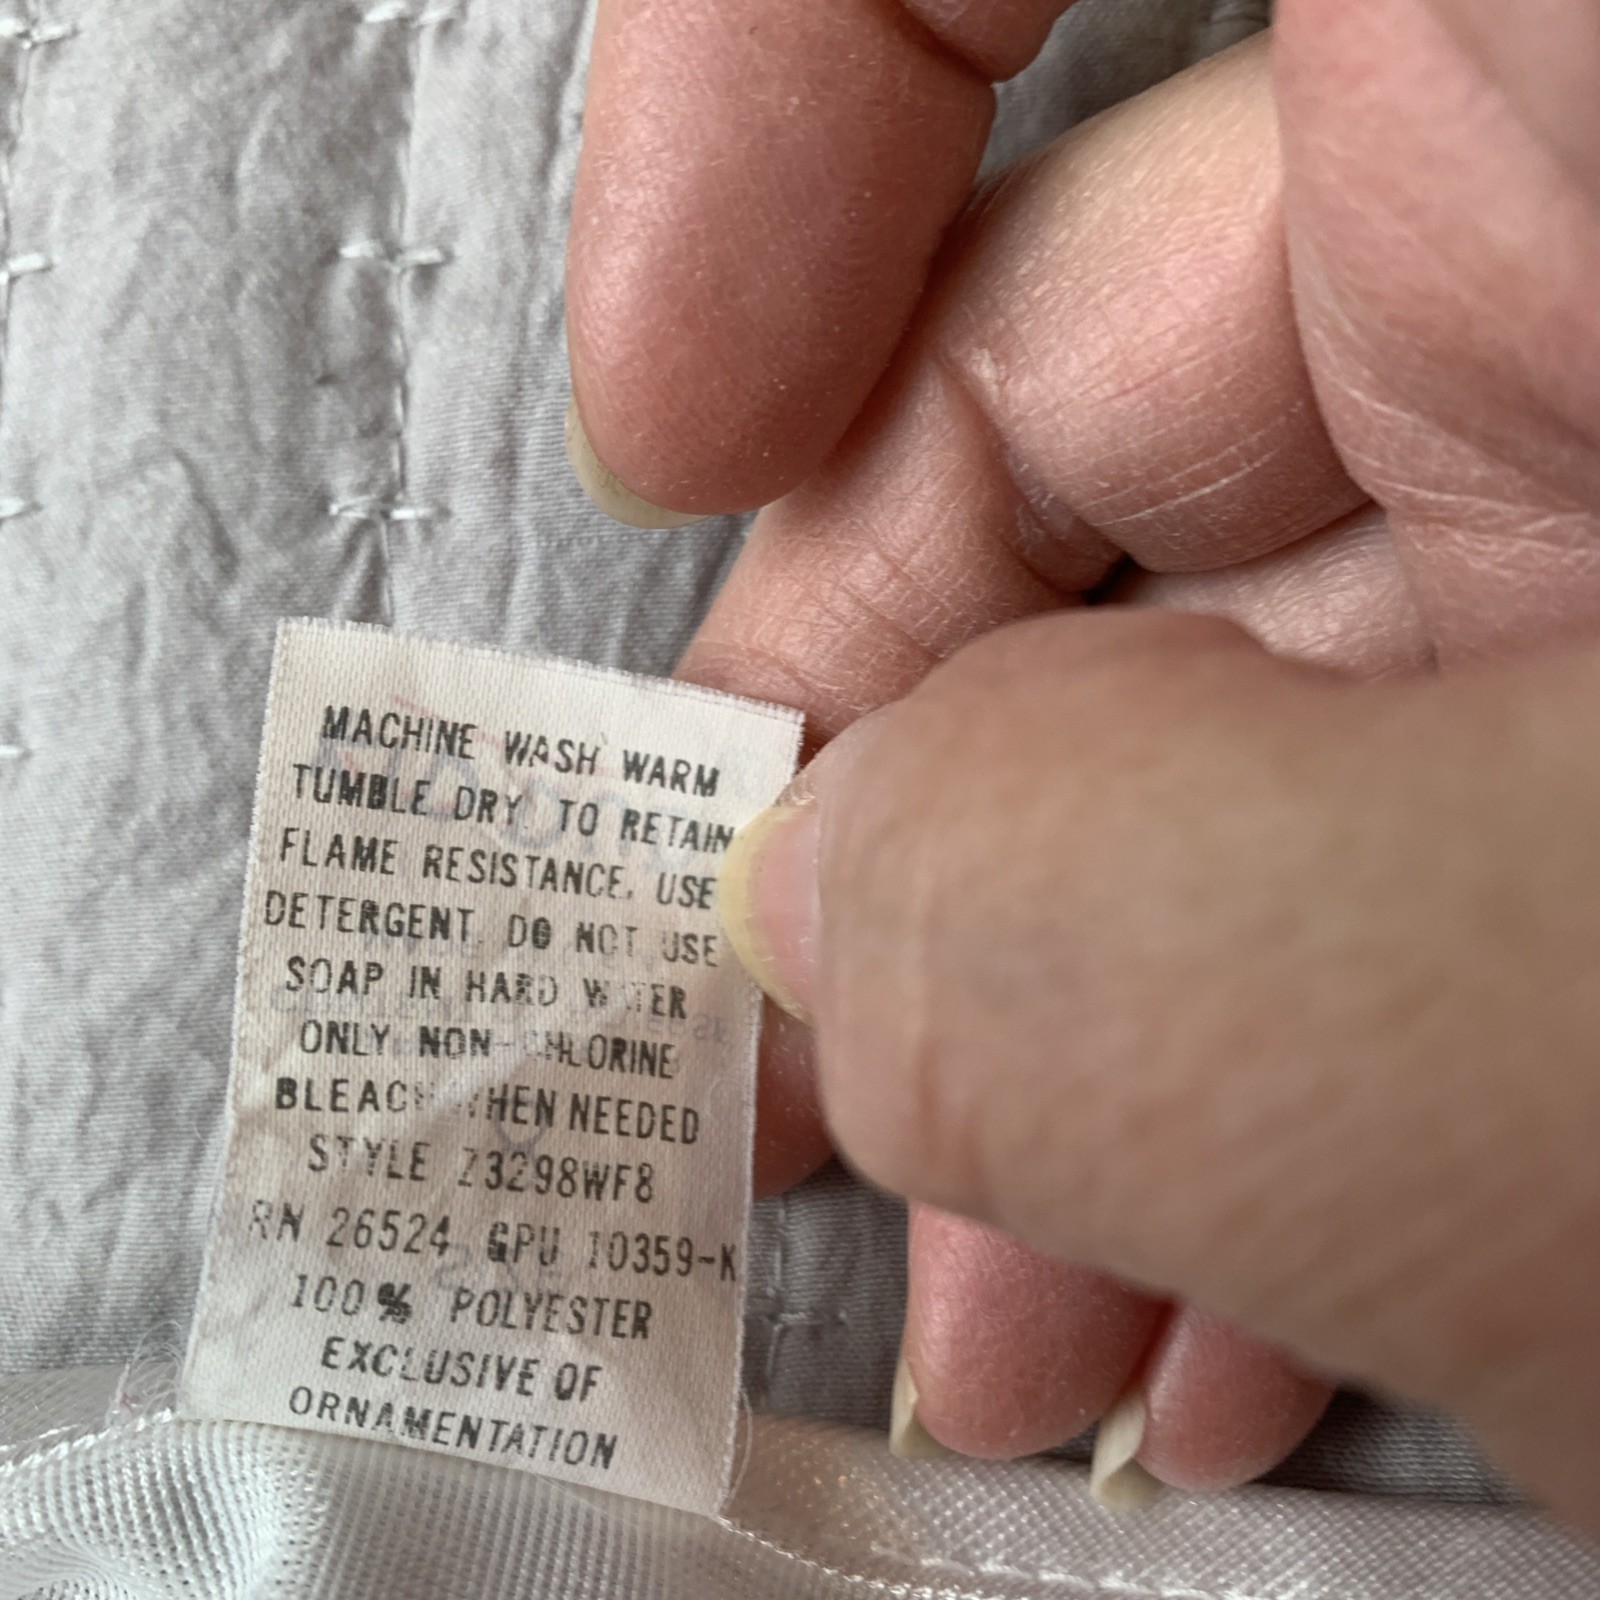 MACHINE WASH WARM
TUMBLE DRY. TO RETAIN
FLAME RESISTANCE, USE
DETERGENT. DO NOT USE
SOAP IN HARD WATER
ONLY NON-CHLORINE
BLEACH WHEN NEEDED
STYLE Z3298WF8
RN 26524 GPU 10359-K
100% POLYESTER
EXCLUSIVE OF
ORNAMENTATION